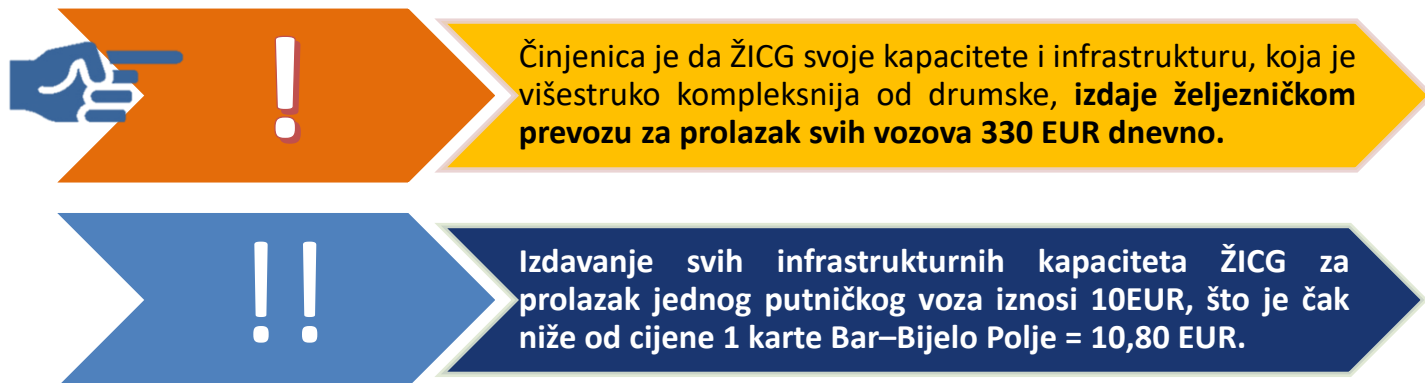 !
Činjenica je da ŽICG svoje kapacitete i infrastrukturu, koja je
višestruko kompleksnija od drumske, izdaje željezničkom
prevozu za prolazak svih vozova 330 EUR dnevno.
!!
Izdavanje svih infrastrukturnih kapaciteta ŽICG za
prolazak jednog putničkog voza iznosi 10EUR, što je čak
niže od cijene 1 karte Bar–Bijelo Polje = 10,80 EUR.